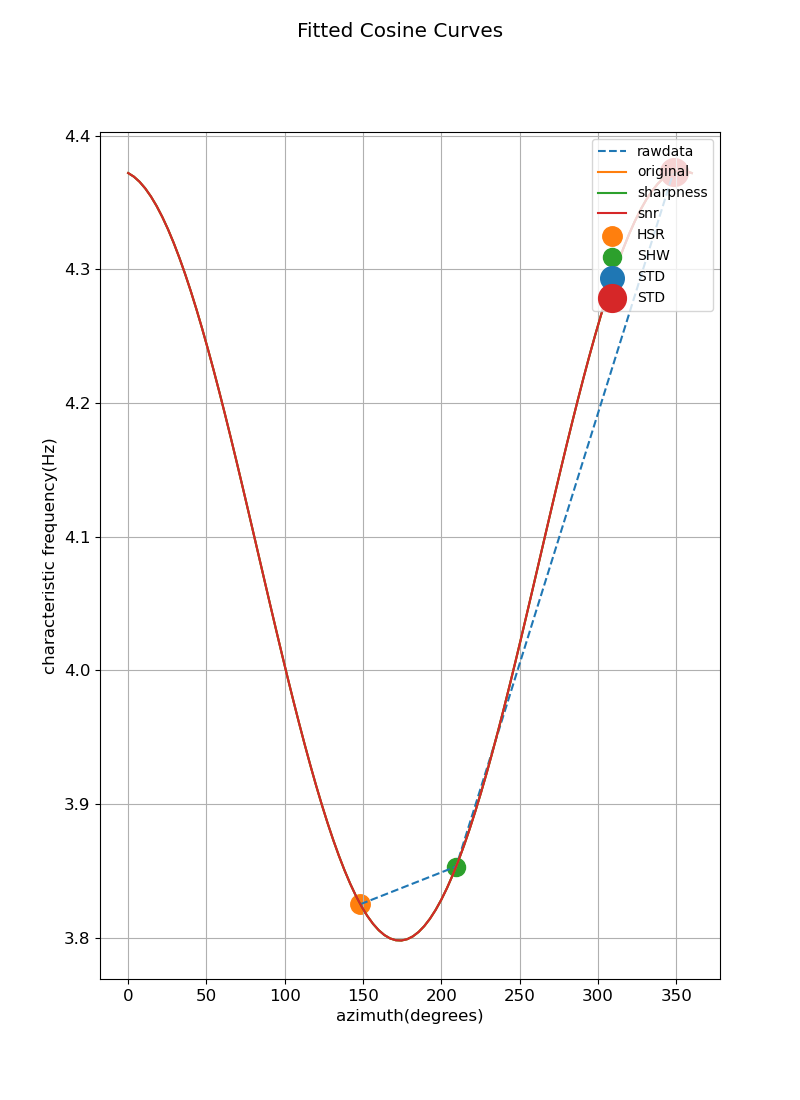 Fitted Cosine Curves
4.4
4.3
4.2
4.1
4.0
3.9
3.8
characteristic frequency(Hz)
rawdata
original
sharpness
snr
HSR
SHW
STD
STD
0 50 100 150 200 250 300 350
azimuth(degrees)